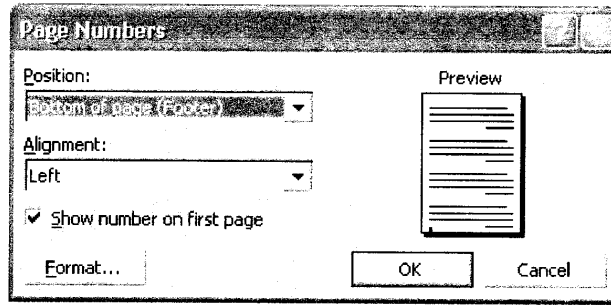 Page Numbers
Position:
Bottom of page (Footer)
Alignment:
Left
Show number on first page
Format...
Preview
OK
Cancel